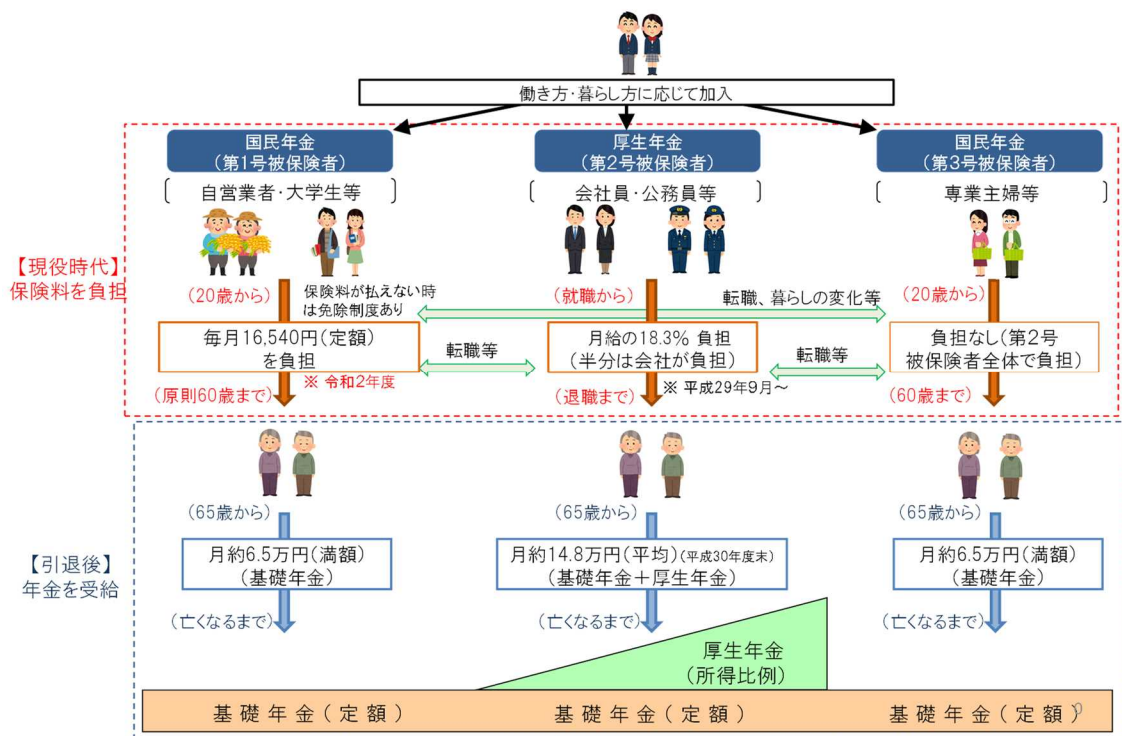 働き方・暮らし方に応じて加入
国民年金
(第1号被保険者)
厚生年金
(第2号被保険者)
国民年金
(第3号被保険者)
自営業者・大学生等
会社員・公務員等
専業主婦等
【現役時代】
保険料を負担
(20歳から)
保険料が払えない時
は免除制度あり
(就職から)
転職、暮らしの変化等
(20歳から)
毎月16,540円(定額)
を負担
転職等
月給の18.3% 負担
(半分は会社が負担)
転職等
負担なし(第2号
被保険者全体で負担)
(原則60歳まで)
※ 令和2年度
(退職まで)
※ 平成29年9月~
(60歳まで)
【引退後】
年金を受給
(65歳から)
(65歳から)
(65歳から)
月約6.5万円(満額)
(基礎年金)
月約14.8万円(平均)(平成30年度末)
(基礎年金+厚生年金)
月約6.5万円(満額)
(基礎年金)
(亡くなるまで)
(亡くなるまで)
(亡くなるまで)
厚生年金
(所得比例)
基礎年金(定額)
基礎年金(定額)
基礎年金(定額)